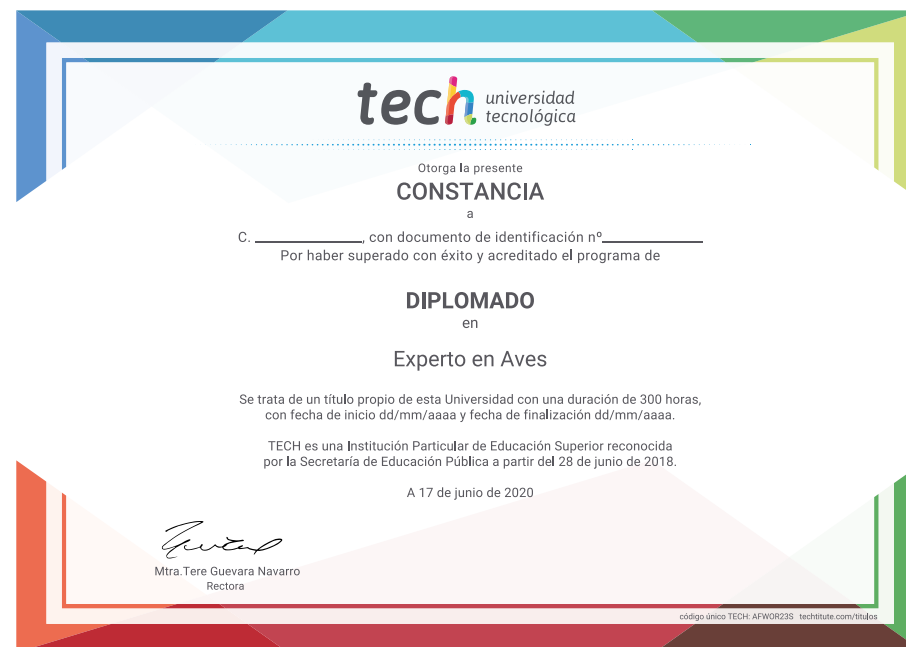 tech universidad
tecnológica
Otorga la presente
CONSTANCIA
a
C. ____________, con documento de identificación nº____________
Por haber superado con éxito y acreditado el programa de
DIPLOMADO
en
Experto en Aves
Se trata de un título propio de esta Universidad con una duración de 300 horas,
con fecha de inicio dd/mm/aaaa y fecha de finalización dd/mm/aaaa.
TECH es una Institución Particular de Educación Superior reconocida
por la Secretaría de Educación Pública a partir del 28 de junio de 2018.
A 17 de junio de 2020
Mtra.Tere Guevara Navarro
Rectora
código único TECH: AFWOR23S techtitute.com/titulos